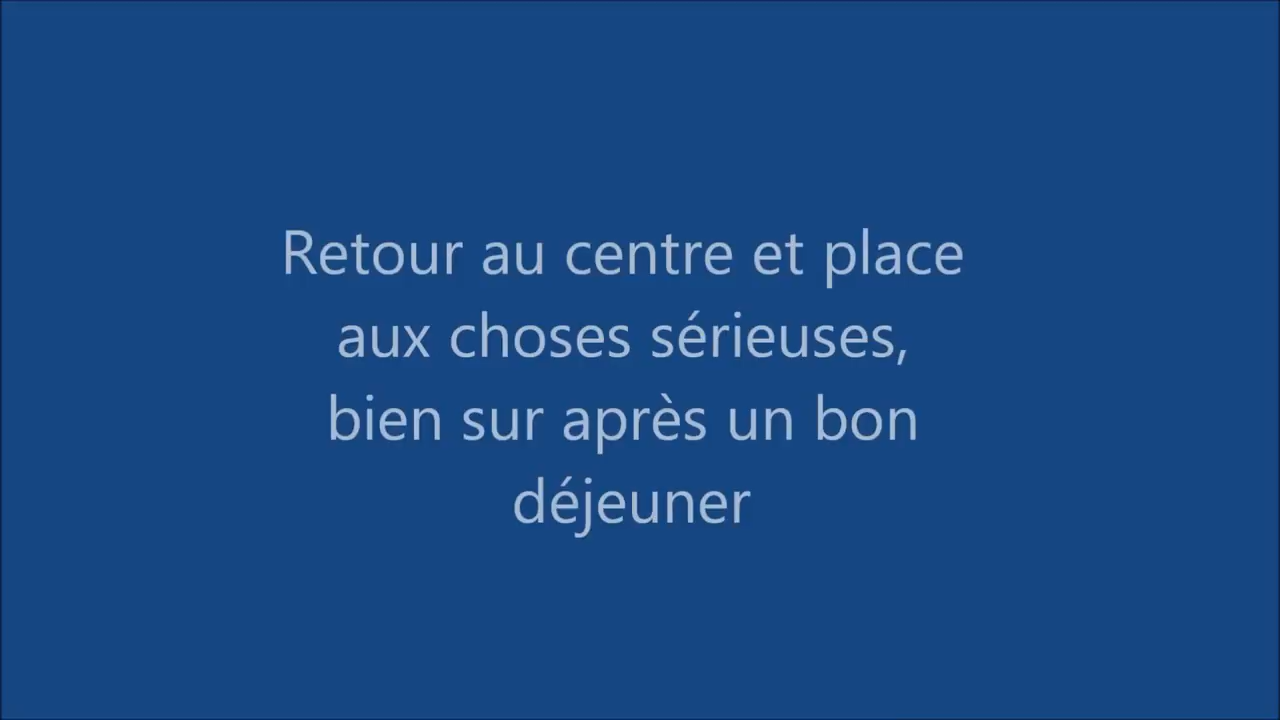 Retour au centre et place
aux choses sérieuses,
bien sur après un bon
déjeuner